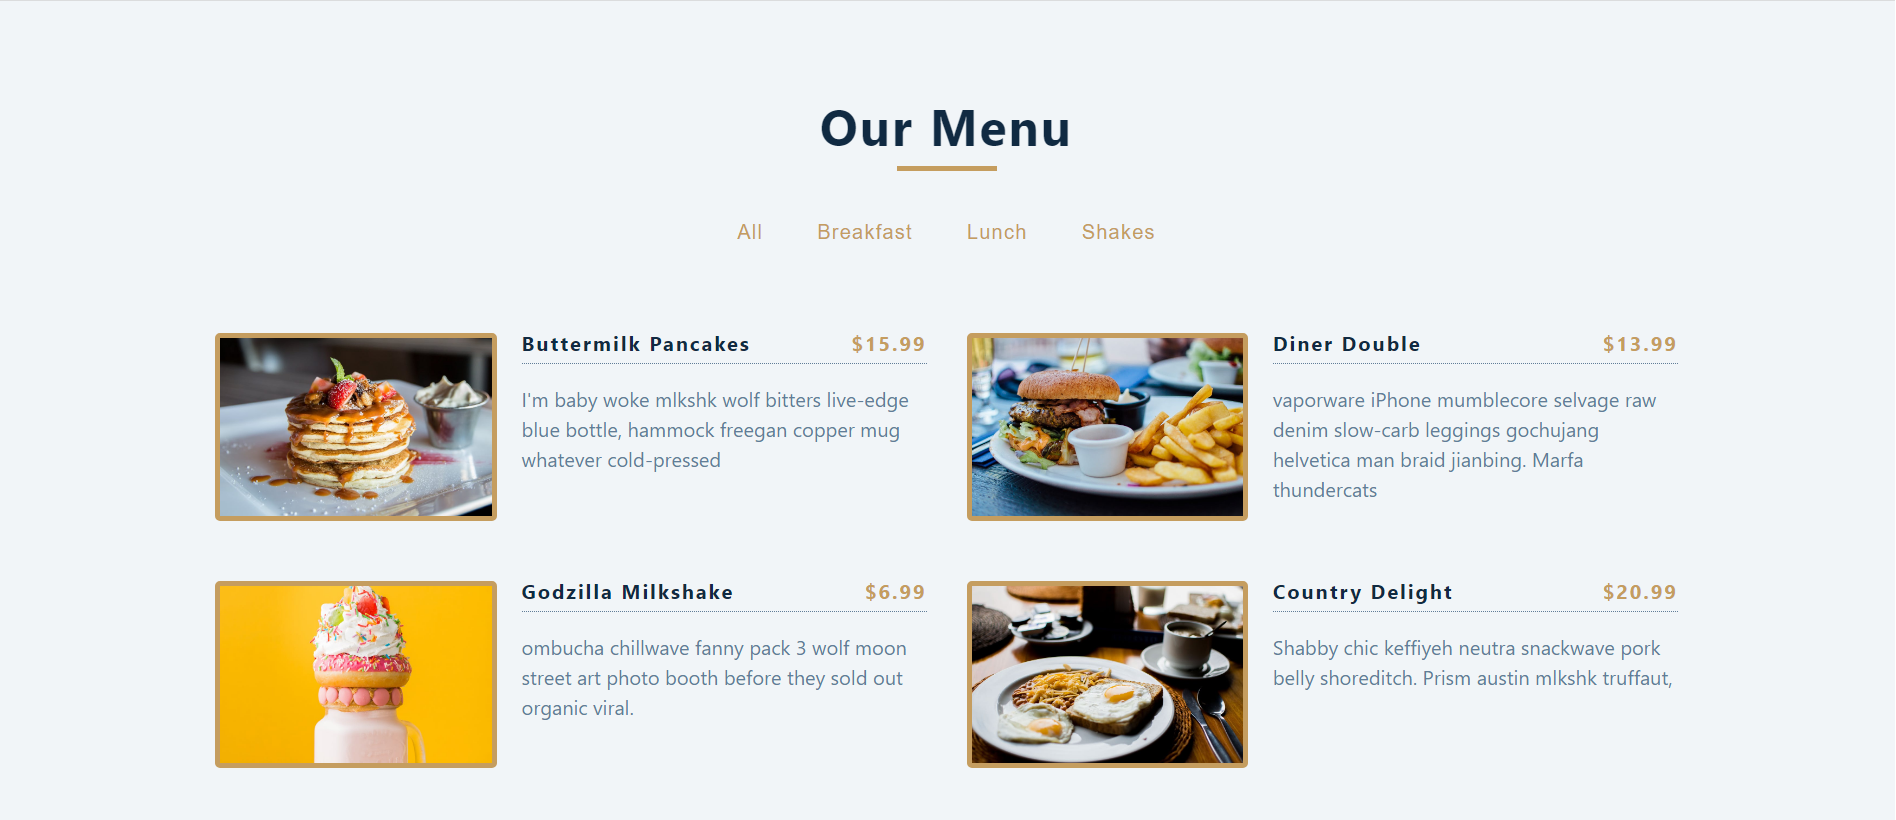 Our Menu
All Breakfast Lunch Shakes
Buttermilk Pancakes $15.99
I'm baby woke mlkshk wolf bitters live-edge
blue bottle, hammock freegan copper mug
whatever cold-pressed
Diner Double $13.99
vaporware iPhone mumblecore selvage raw
denim slow-carb leggings gochujang
helvetica man braid jianbing. Marfa
thundercats
Godzilla Milkshake $6.99
ombucha chillwave fanny pack 3 wolf moon
street art photo booth before they sold out
organic viral.
Country Delight $20.99
Shabby chic keffiyeh neutra snackwave pork
belly shoreditch. Prism austin mlkshk truffaut,